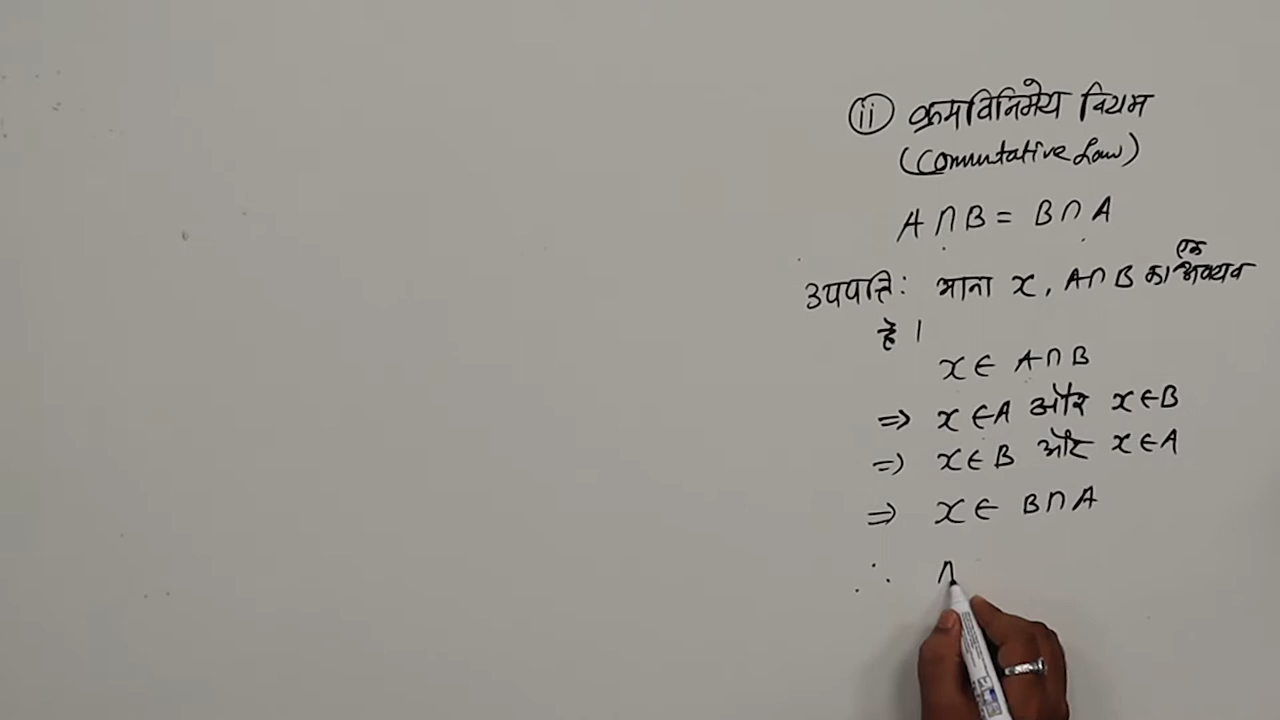 (ii) क्रमविनिमेय नियम
(Commutative Law)
A ∩ B = B ∩ A
उपपत्ति: माना x, A ∩ B का एक अवयव
है।
x ∈ A ∩ B
⇒ x ∈ A और x ∈ B
⇒ x ∈ B और x ∈ A
⇒ x ∈ B ∩ A
∴